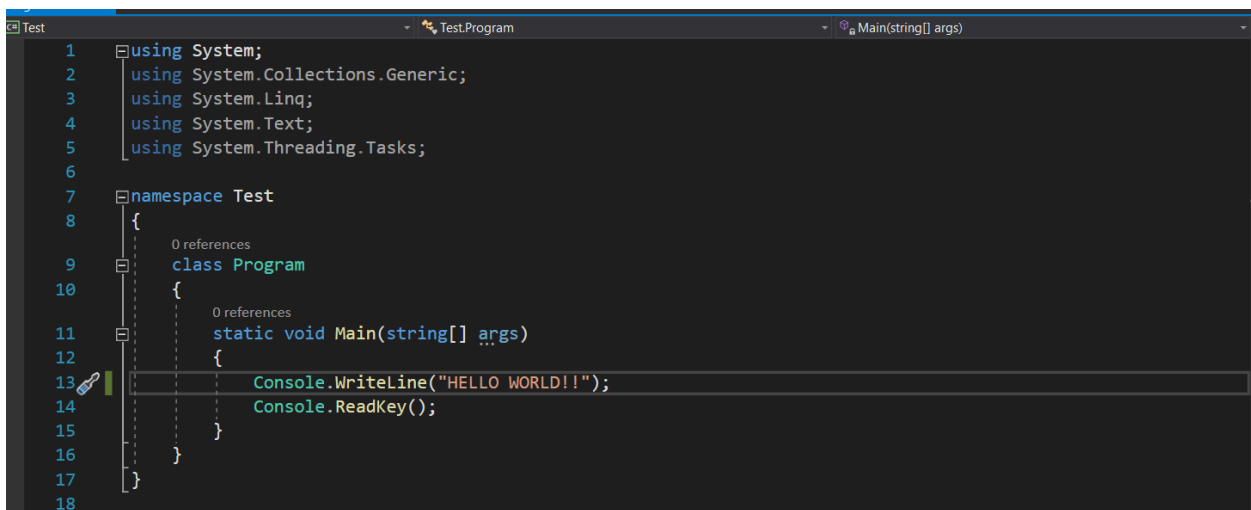 C# Test Test.Program Main(string[] args)
1 using System;
2 using System.Collections.Generic;
3 using System.Linq;
4 using System.Text;
5 using System.Threading.Tasks;
6
7 namespace Test
8 {
0 references
9 class Program
10 {
0 references
11 static void Main(string[] args)
12 {
13 Console.WriteLine("HELLO WORLD!!");
14 Console.ReadKey();
15 }
16 }
17 }
18